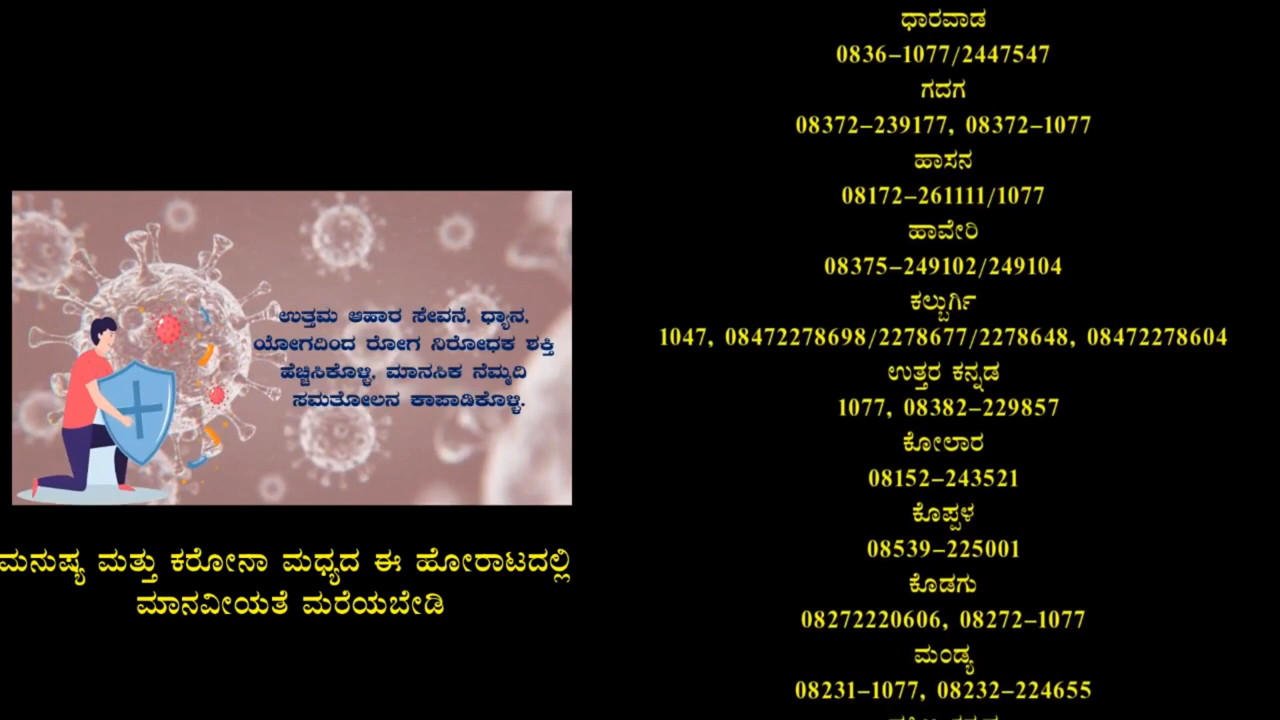 ಉತ್ತಮ ಆಹಾರ ಸೇವನೆ, ಧ್ಯಾನ,
ಯೋಗದಿಂದ ರೋಗ ನಿರೋಧಕ ಶಕ್ತಿ
ಹೆಚ್ಚಿಸಿಕೊಳ್ಳಿ. ಮಾನಸಿಕ ನೆಮ್ಮದಿ
ಸಮತೋಲನ ಕಾಪಾಡಿಕೊಳ್ಳಿ.
ಮನುಷ್ಯ ಮತ್ತು ಕರೋನಾ ಮಧ್ಯದ ಈ ಹೋರಾಟದಲ್ಲಿ
ಮಾನವೀಯತೆ ಮರೆಯಬೇಡಿ
ಧಾರವಾಡ
0836-1077/2447547
ಗದಗ
08372-239177, 08372-1077
ಹಾಸನ
08172-261111/1077
ಹಾವೇರಿ
08375-249102/249104
ಕಲ್ಬುರ್ಗಿ
1047, 08472278698/2278677/2278648, 08472278604
ಉತ್ತರ ಕನ್ನಡ
1077, 08382-229857
ಕೋಲಾರ
08152-243521
ಕೊಪ್ಪಳ
08539-225001
ಕೊಡಗು
08272220606, 08272-1077
ಮಂಡ್ಯ
08231-1077, 08232-224655